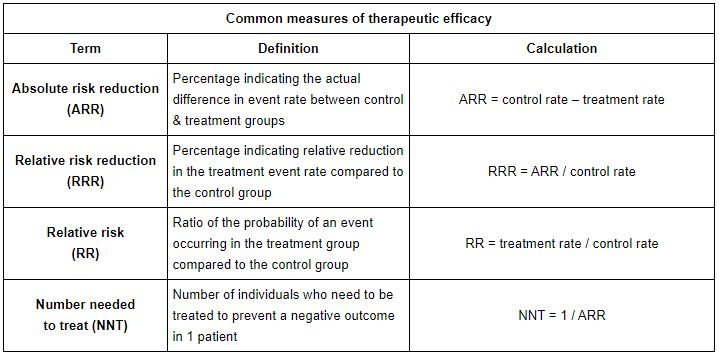 Common measures of therapeutic efficacy
Term
Definition
Calculation
Absolute risk reduction
(ARR)
Percentage indicating the actual
difference in event rate between control
& treatment groups
ARR = control rate – treatment rate
Relative risk reduction
(RRR)
Percentage indicating relative reduction
in the treatment event rate compared to
the control group
RRR = ARR / control rate
Relative risk
(RR)
Ratio of the probability of an event
occurring in the treatment group
compared to the control group
RR = treatment rate / control rate
Number needed
to treat (NNT)
Number of individuals who need to be
treated to prevent a negative outcome
in 1 patient
NNT = 1 / ARR